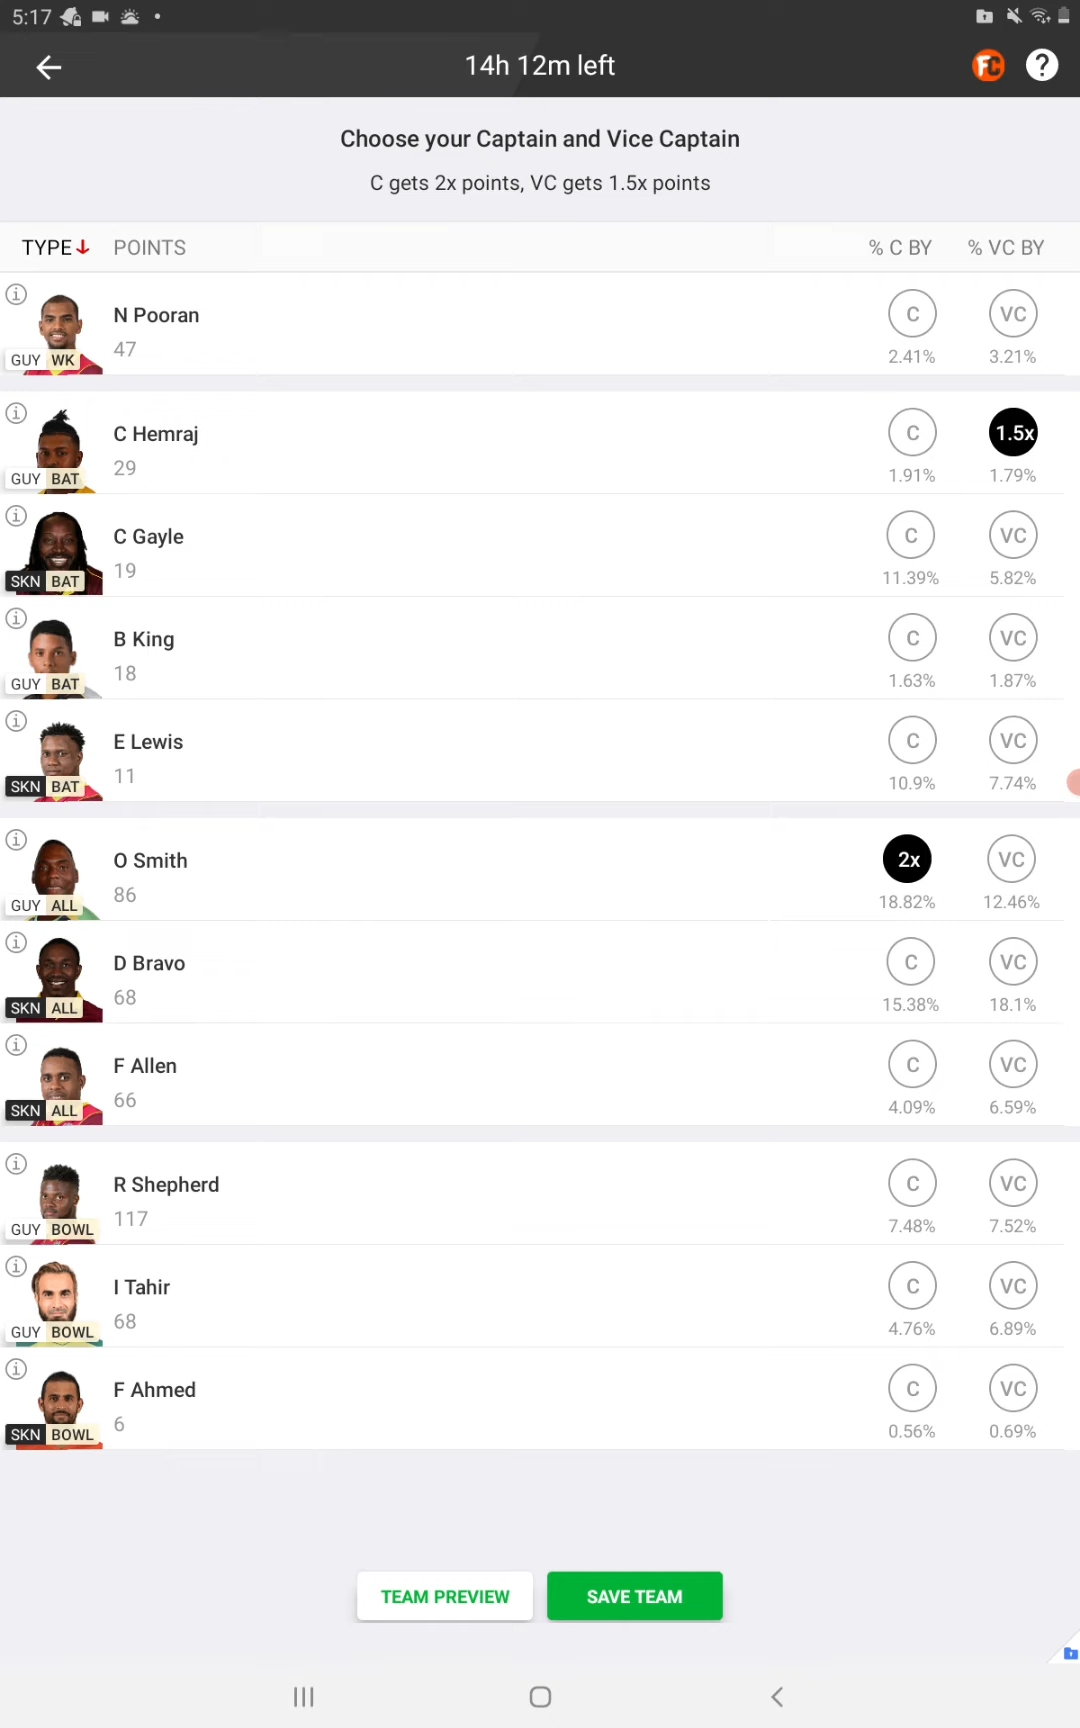 5:17
14h 12m left
FC ?
Choose your Captain and Vice Captain
C gets 2x points, VC gets 1.5x points
TYPE POINTS % C BY % VC BY
N Pooran C VC
GUY WK 47 2.41% 3.21%
C Hemraj C 1.5x
GUY BAT 29 1.91% 1.79%
C Gayle C VC
SKN BAT 19 11.39% 5.82%
B King C VC
GUY BAT 18 1.63% 1.87%
E Lewis C VC
SKN BAT 11 10.9% 7.74%
O Smith 2x VC
GUY ALL 86 18.82% 12.46%
D Bravo C VC
SKN ALL 68 15.38% 18.1%
F Allen C VC
SKN ALL 66 4.09% 6.59%
R Shepherd C VC
GUY BOWL 117 7.48% 7.52%
I Tahir C VC
GUY BOWL 68 4.76% 6.89%
F Ahmed C VC
SKN BOWL 6 0.56% 0.69%
TEAM PREVIEW SAVE TEAM